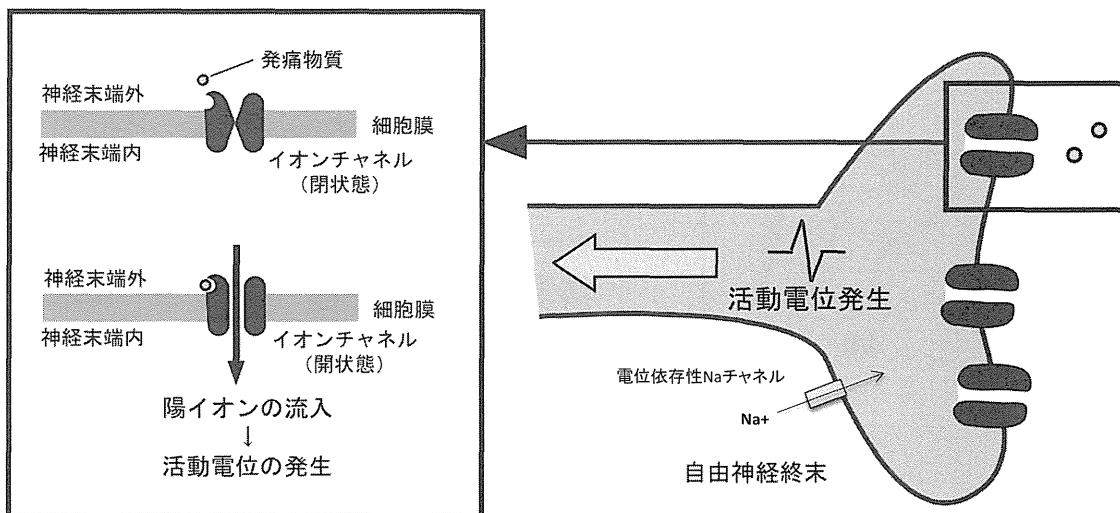 発痛物質
神経末端外
神経末端内
細胞膜
イオンチャネル
(閉状態)
神経末端外
神経末端内
細胞膜
イオンチャネル
(開状態)
陽イオンの流入
↓
活動電位の発生
活動電位発生
電位依存性Naチャネル
Na+
自由神経終末